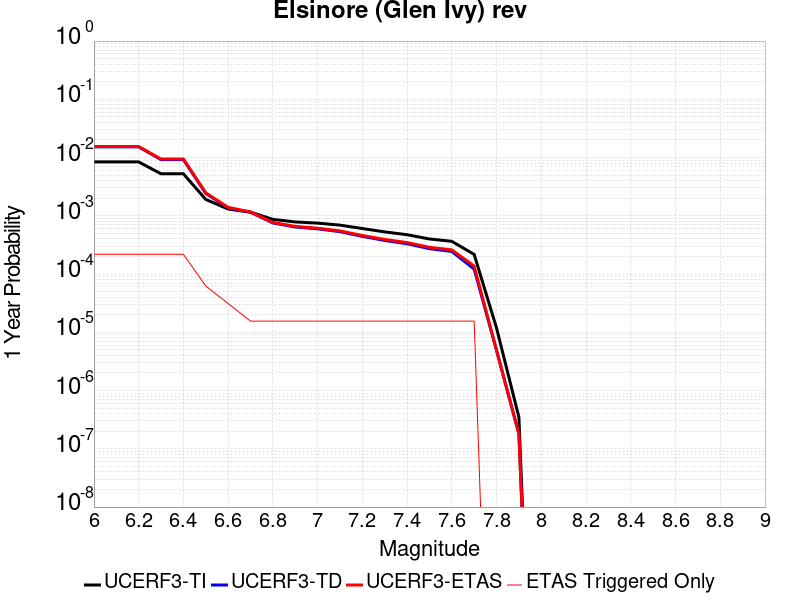 Elsinore (Glen Ivy) rev
10^0
10^-1
10^-2
10^-3
10^-4
10^-5
10^-6
10^-7
10^-8
1 Year Probability
6 6.2 6.4 6.6 6.8 7 7.2 7.4 7.6 7.8 8 8.2 8.4 8.6 8.8 9
Magnitude
UCERF3-TI UCERF3-TD UCERF3-ETAS ETAS Triggered Only